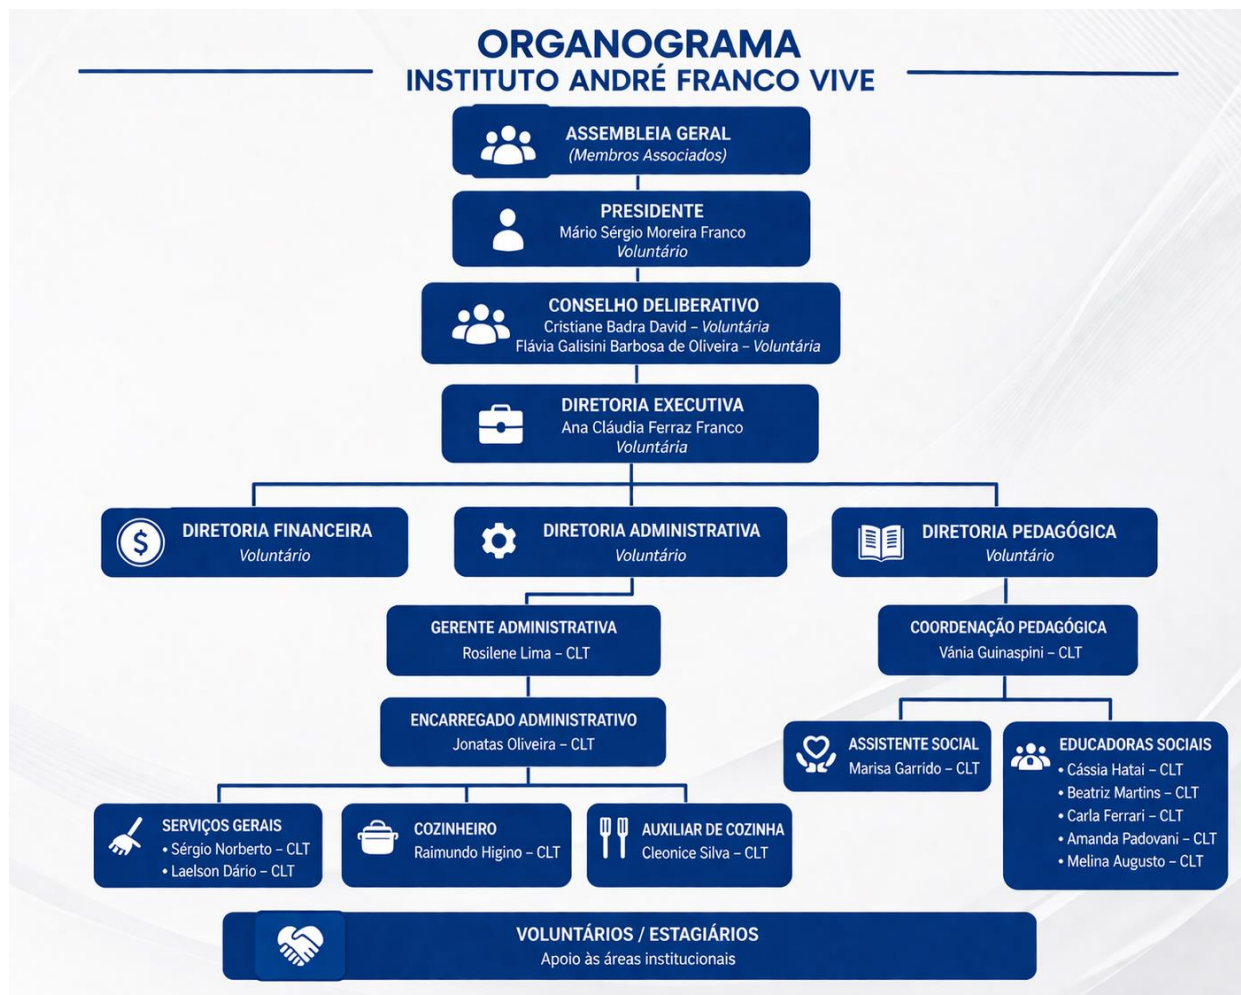 ORGANOGRAMA
INSTITUTO ANDRÉ FRANCO VIVE
ASSEMBLEIA GERAL
(Membros Associados)
PRESIDENTE
Mário Sérgio Moreira Franco
Voluntário
CONSELHO DELIBERATIVO
Cristiane Badra David – Voluntária
Flávia Galisini Barbosa de Oliveira – Voluntária
DIRETORIA EXECUTIVA
Ana Cláudia Ferraz Franco
Voluntária
DIRETORIA FINANCEIRA
Voluntário
DIRETORIA ADMINISTRATIVA
Voluntário
DIRETORIA PEDAGÓGICA
Voluntário
GERENTE ADMINISTRATIVA
Rosilene Lima – CLT
COORDENAÇÃO PEDAGÓGICA
Vánia Guinaspini – CLT
ENCARREGADO ADMINISTRATIVO
Jonatas Oliveira – CLT
ASSISTENTE SOCIAL
Marisa Garrido – CLT
EDUCADORAS SOCIAIS
• Cássia Hatai – CLT
• Beatriz Martins – CLT
• Carla Ferrari – CLT
• Amanda Padovani – CLT
• Melina Augusto – CLT
SERVIÇOS GERAIS
• Sérgio Norberto – CLT
• Laelson Dário – CLT
COZINHEIRO
Raimundo Higino – CLT
AUXILIAR DE COZINHA
Cleonice Silva – CLT
VOLUNTÁRIOS / ESTAGIÁRIOS
Apoio às áreas institucionais